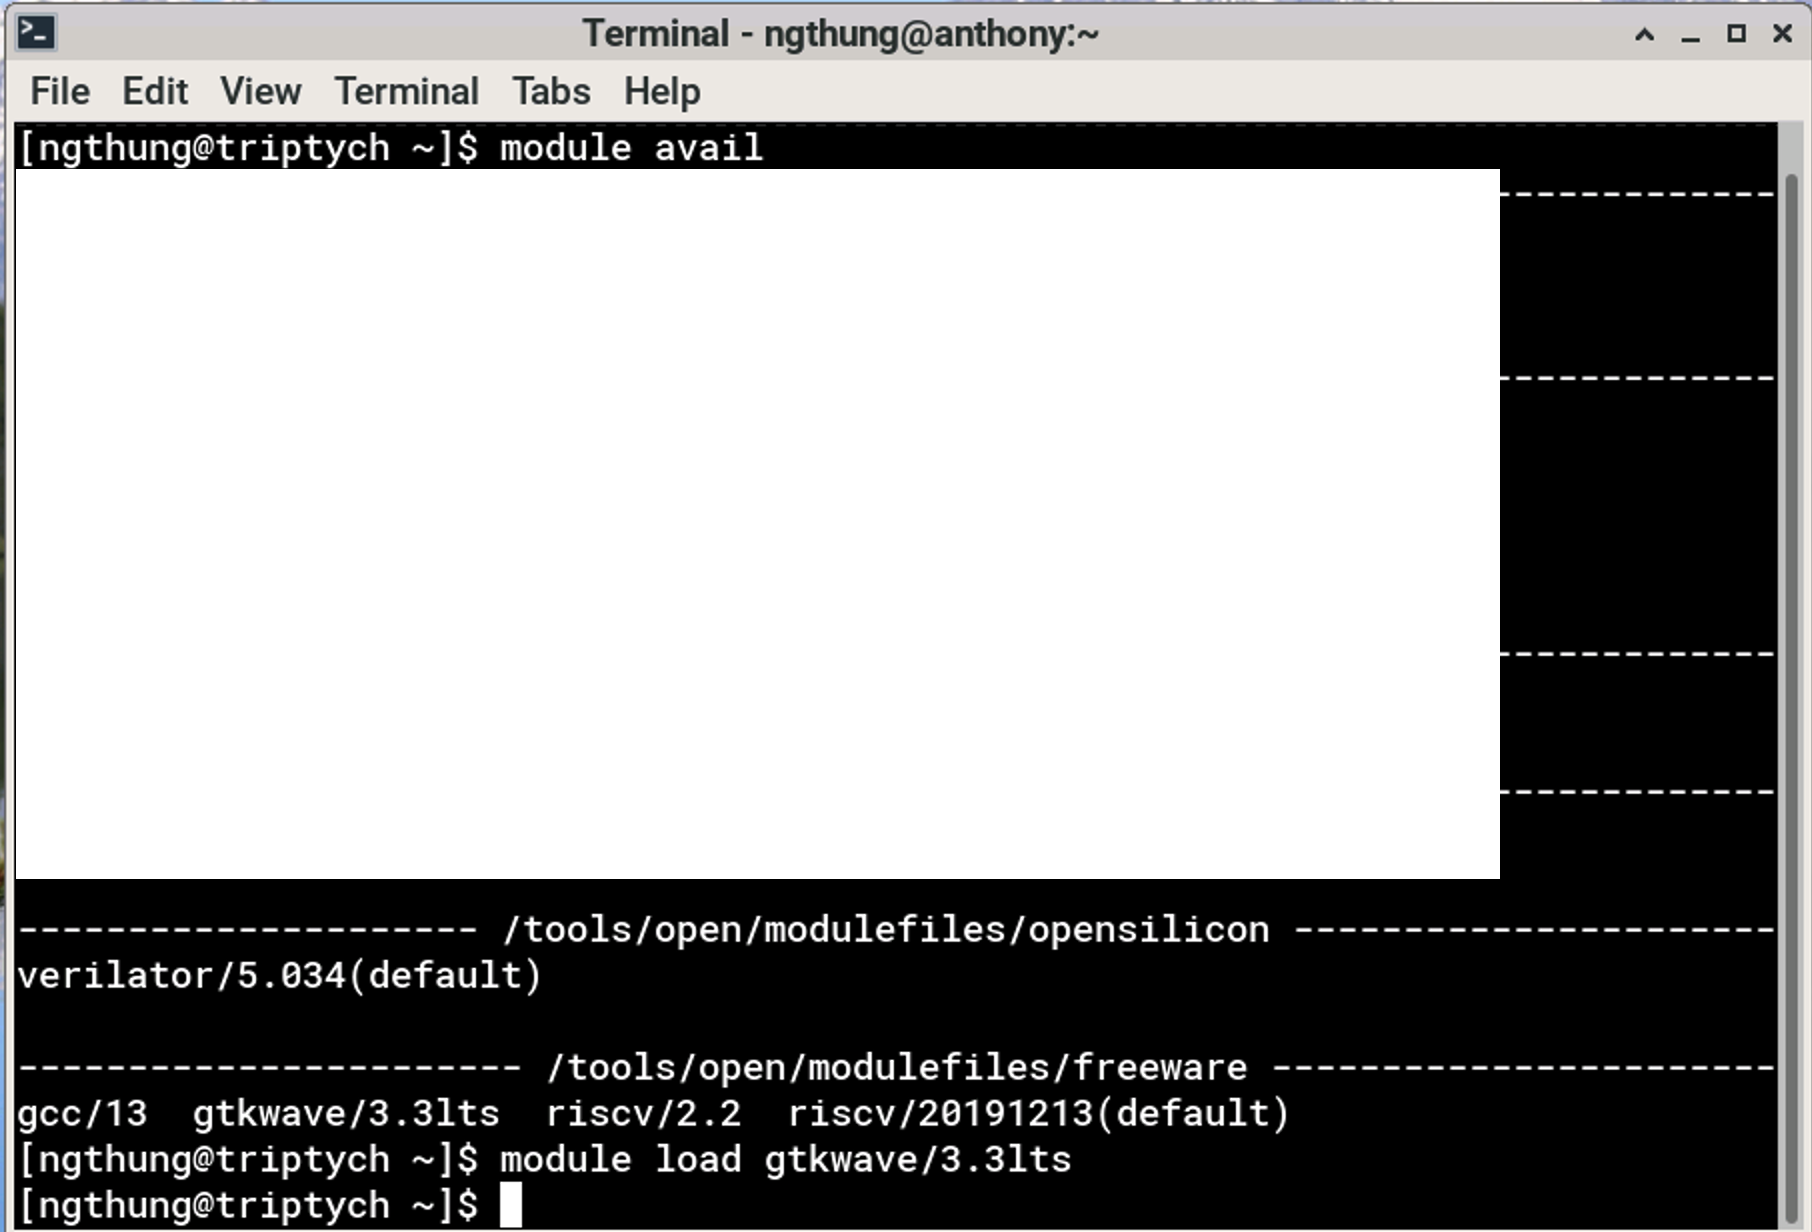 Terminal - ngthung@anthony:~
File Edit View Terminal Tabs Help
[ngthung@triptych ~]$ module avail
-------------
-------------
-------------
-------------
--------------------- /tools/open/modulefiles/opensilicon ----------------------
verilator/5.034(default)
----------------------- /tools/open/modulefiles/freeware -----------------------
gcc/13  gtkwave/3.3lts  riscv/2.2  riscv/20191213(default)
[ngthung@triptych ~]$ module load gtkwave/3.3lts
[ngthung@triptych ~]$